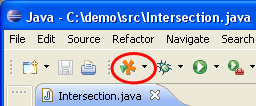 Java - C:\demo\src\Intersection.java
File Edit Source Refactor Navigate Search
Intersection.java